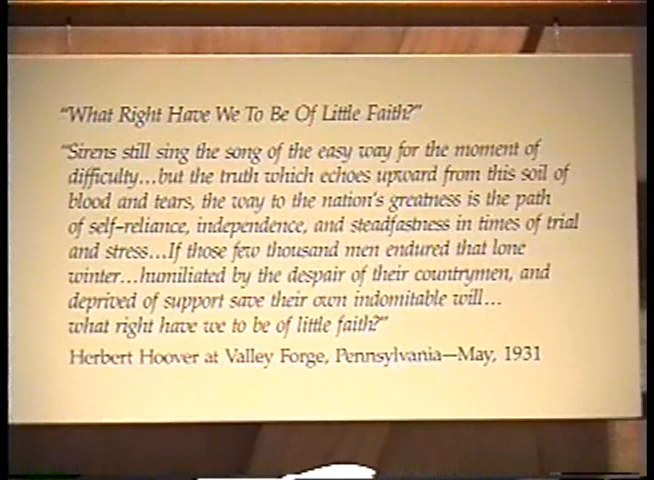 “What Right Have We To Be Of Little Faith?”
“Sirens still sing the song of the easy way for the moment of
difficulty...but the truth which echoes upward from this soil of
blood and tears, the way to the nation's greatness is the path
of self-reliance, independence, and steadfastness in times of trial
and stress...If those few thousand men endured that lone
winter...humiliated by the despair of their countrymen, and
deprived of support save their own indomitable will...
what right have we to be of little faith?”
Herbert Hoover at Valley Forge, Pennsylvania—May, 1931